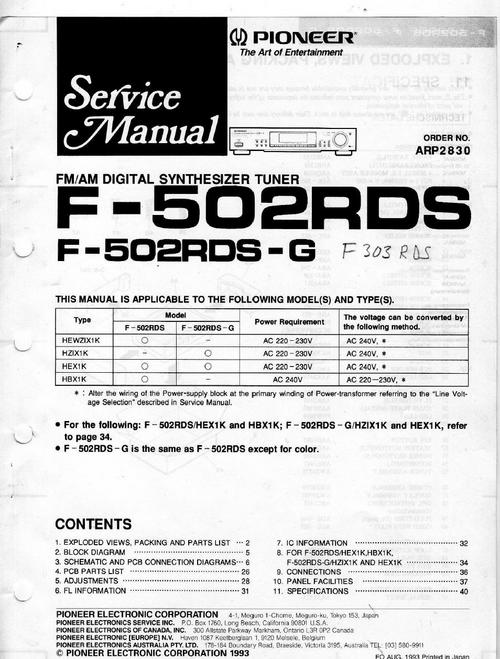 PIONEER
The Art of Entertainment
Service
Manual
ORDER NO.
ARP2830
FM/AM DIGITAL SYNTHESIZER TUNER
F-502RDS
F-502RDS-G
F 303 RDS
THIS MANUAL IS APPLICABLE TO THE FOLLOWING MODEL(S) AND TYPE(S).
Type Model Power Requirement The voltage can be converted by the following method.
F-502RDS F-502RDS-G
HEWZIX1K ○ – AC 220-230V AC 240V, *
HZIX1K – ○ AC 220-230V AC 240V, *
HEX1K ○ ○ AC 220-230V AC 240V, *
HBX1K ○ – AC 240V AC 220-230V, *
* : Alter the wiring of the Power-supply block at the primary winding of Power-transformer referring to the "Line Volt-
age Selection" described in Service Manual.
● For the following: F-502RDS/HEX1K and HBX1K; F-502RDS-G/HZIX1K and HEX1K, refer
to page 34.
● F-502RDS-G is the same as F-502RDS except for color.
CONTENTS
1. EXPLODED VIEWS, PACKING AND PARTS LIST ··· 2
2. BLOCK DIAGRAM ··· 5
3. SCHEMATIC AND PCB CONNECTION DIAGRAMS ··· 6
4. PCB PARTS LIST ··· 26
5. ADJUSTMENTS ··· 28
6. FL INFORMATION ··· 31
7. IC INFORMATION ··· 32
8. FOR F-502RDS/HEX1K,HBX1K,
F-502RDS-G/HZIX1K AND HEX1K ··· 34
9. CONNECTIONS ··· 36
10. PANEL FACILITIES ··· 37
11. SPECIFICATIONS ··· 40
PIONEER ELECTRONIC CORPORATION 4-1, Meguro 1-Chome, Meguro-ku, Tokyo 153, Japan
PIONEER ELECTRONICS SERVICE INC. P.O. Box 1760, Long Beach, California 90801 U.S.A.
PIONEER ELECTRONICS OF CANADA, INC. 300 Allstate Parkway Markham, Ontario L3R 0P2 Canada
PIONEER ELECTRONIC [EUROPE] N.V. Haven 1087 Keetberglaan 1, 9120 Melsele, Belgium
PIONEER ELECTRONICS AUSTRALIA PTY. LTD. 178-184 Boundary Road, Braeside, Victoria 3195, Australia TEL. [03] 580-9911
© PIONEER ELECTRONIC CORPORATION 1993
AUG. 1993 Printed in Japan